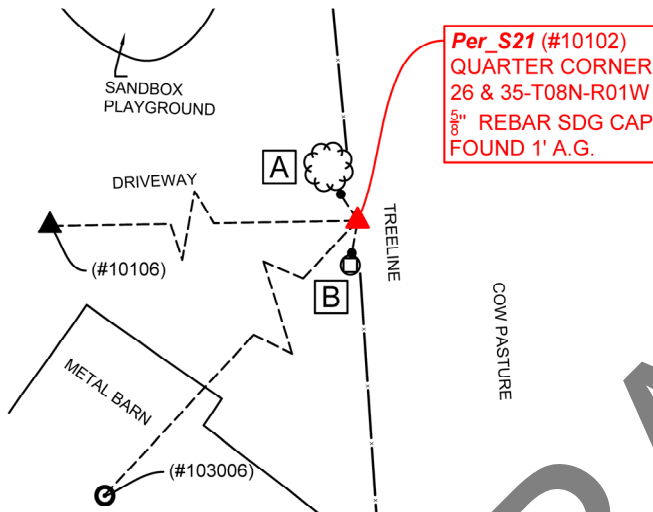 Per_S21 (#10102)
QUARTER CORNER
26 & 35-T08N-R01W
5/8" REBAR SDG CAP
FOUND 1' A.G.
SANDBOX
PLAYGROUND
A
DRIVEWAY
TREELINE
(#10106)
B
COW PASTURE
METAL BARN
(#103006)
x
x
x
x
x